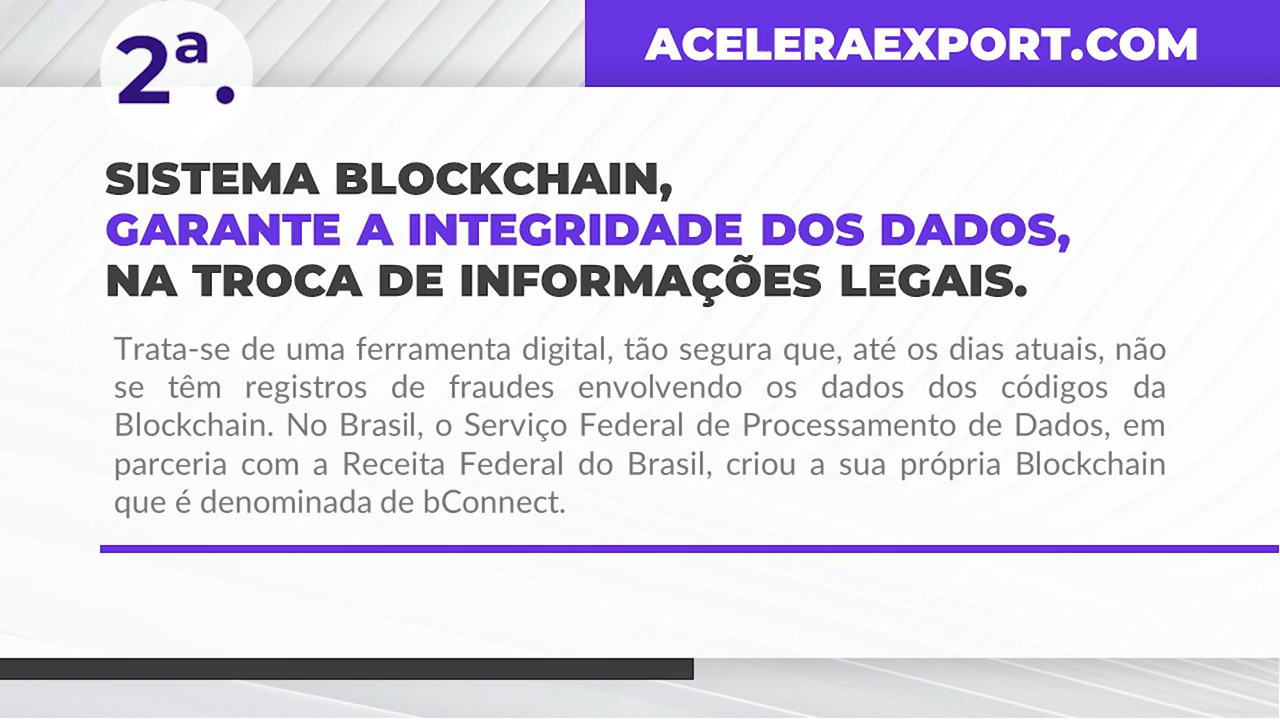 2ª.
ACELERAEXPORT.COM
SISTEMA BLOCKCHAIN,
GARANTE A INTEGRIDADE DOS DADOS,
NA TROCA DE INFORMAÇÕES LEGAIS.
Trata-se de uma ferramenta digital, tão segura que, até os dias atuais, não
se têm registros de fraudes envolvendo os dados dos códigos da
Blockchain. No Brasil, o Serviço Federal de Processamento de Dados, em
parceria com a Receita Federal do Brasil, criou a sua própria Blockchain
que é denominada de bConnect.